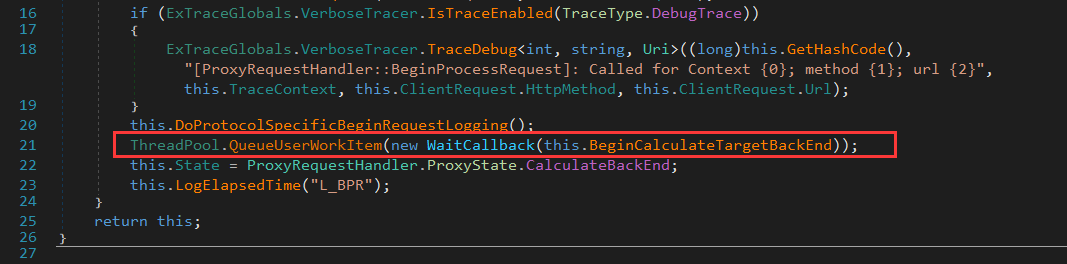 16 if (ExTraceGlobals.VerboseTracer.IsTraceEnabled(TraceType.DebugTrace))
17 {
18 ExTraceGlobals.VerboseTracer.TraceDebug<int, string, Uri>((long)this.GetHashCode(),
"[ProxyRequestHandler::BeginProcessRequest]: Called for Context {0}; method {1}; url {2}",
this.TraceContext, this.ClientRequest.HttpMethod, this.ClientRequest.Url);
19 }
20 this.DoProtocolSpecificBeginRequestLogging();
21 ThreadPool.QueueUserWorkItem(new WaitCallback(this.BeginCalculateTargetBackEnd));
22 this.State = ProxyRequestHandler.ProxyState.CalculateBackEnd;
23 this.LogElapsedTime("L_BPR");
24 }
25 return this;
26 }
27